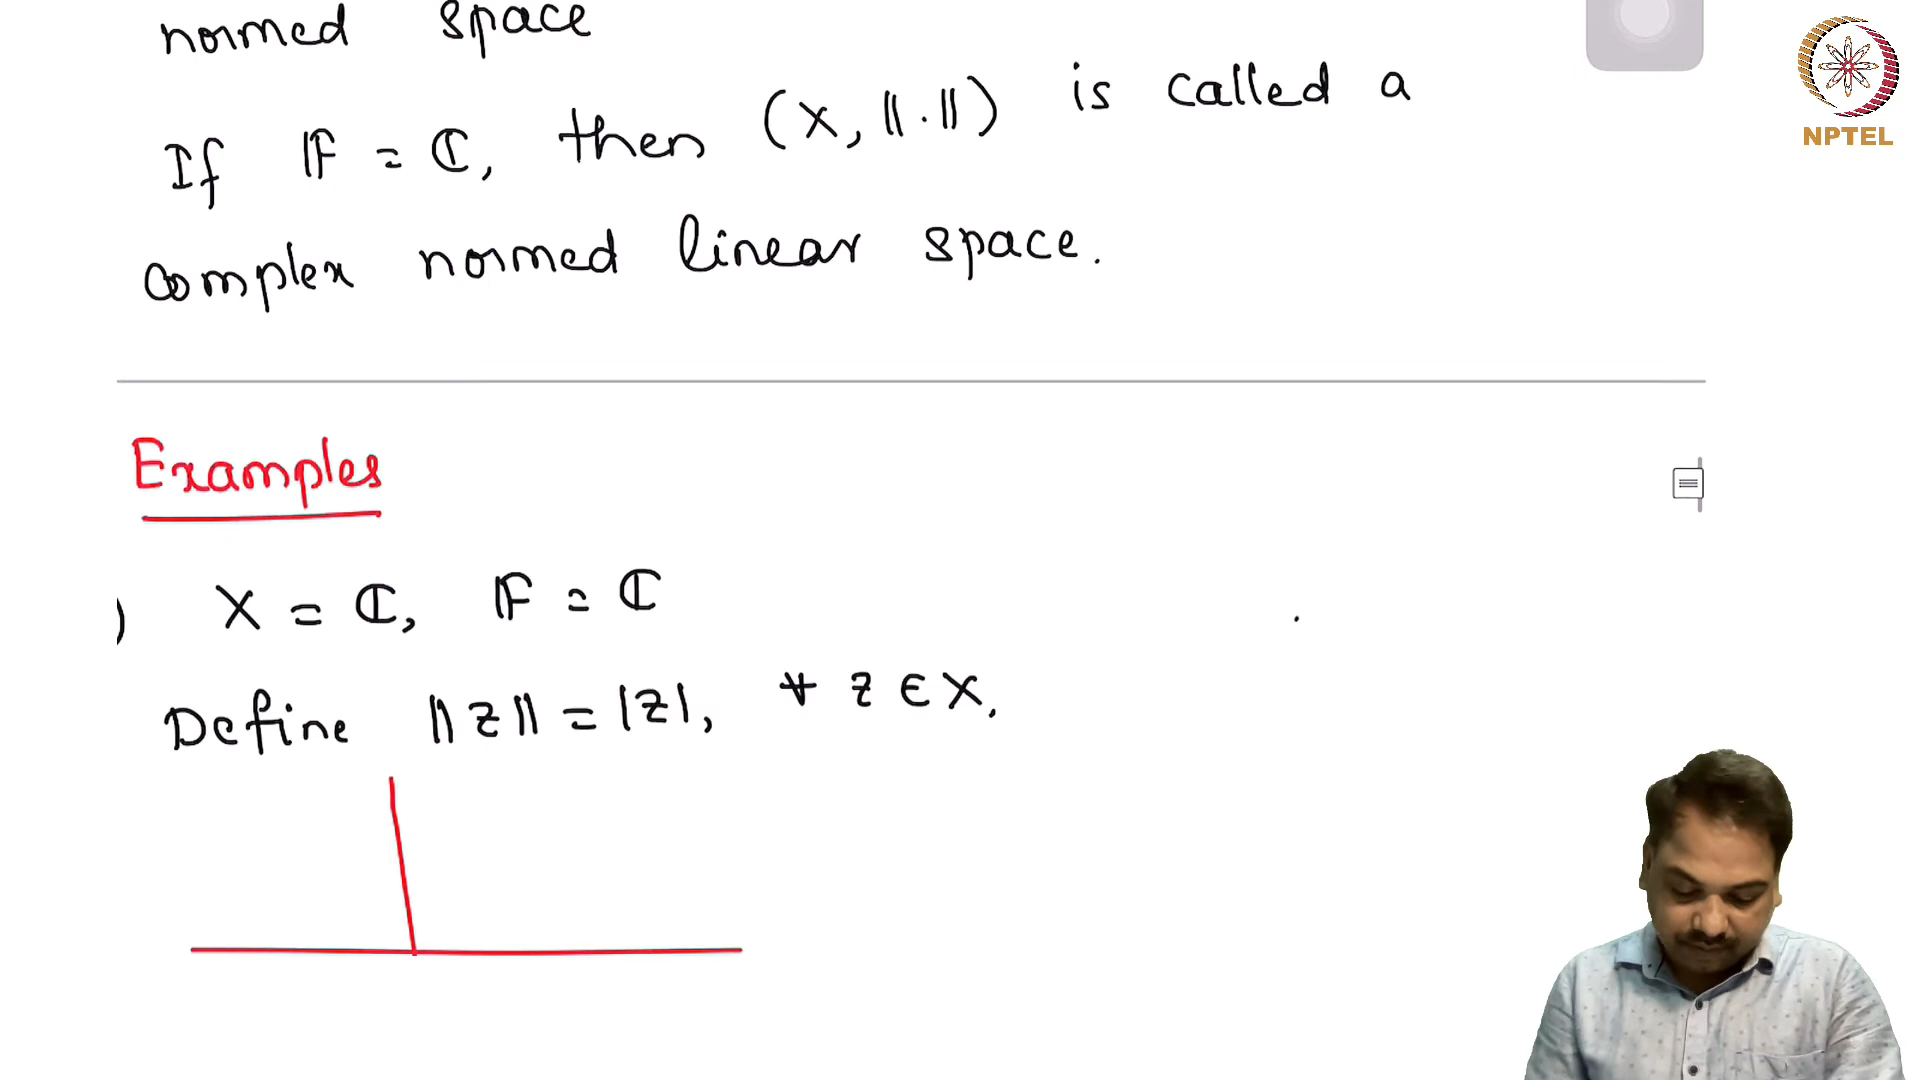 normed space
If 𝔽 = ℂ, then (X, ||·||) is called a
complex normed linear space.
NPTEL
Examples
) X = ℂ, 𝔽 = ℂ
Define ||z|| = |z|, ∀ z ∈ X,